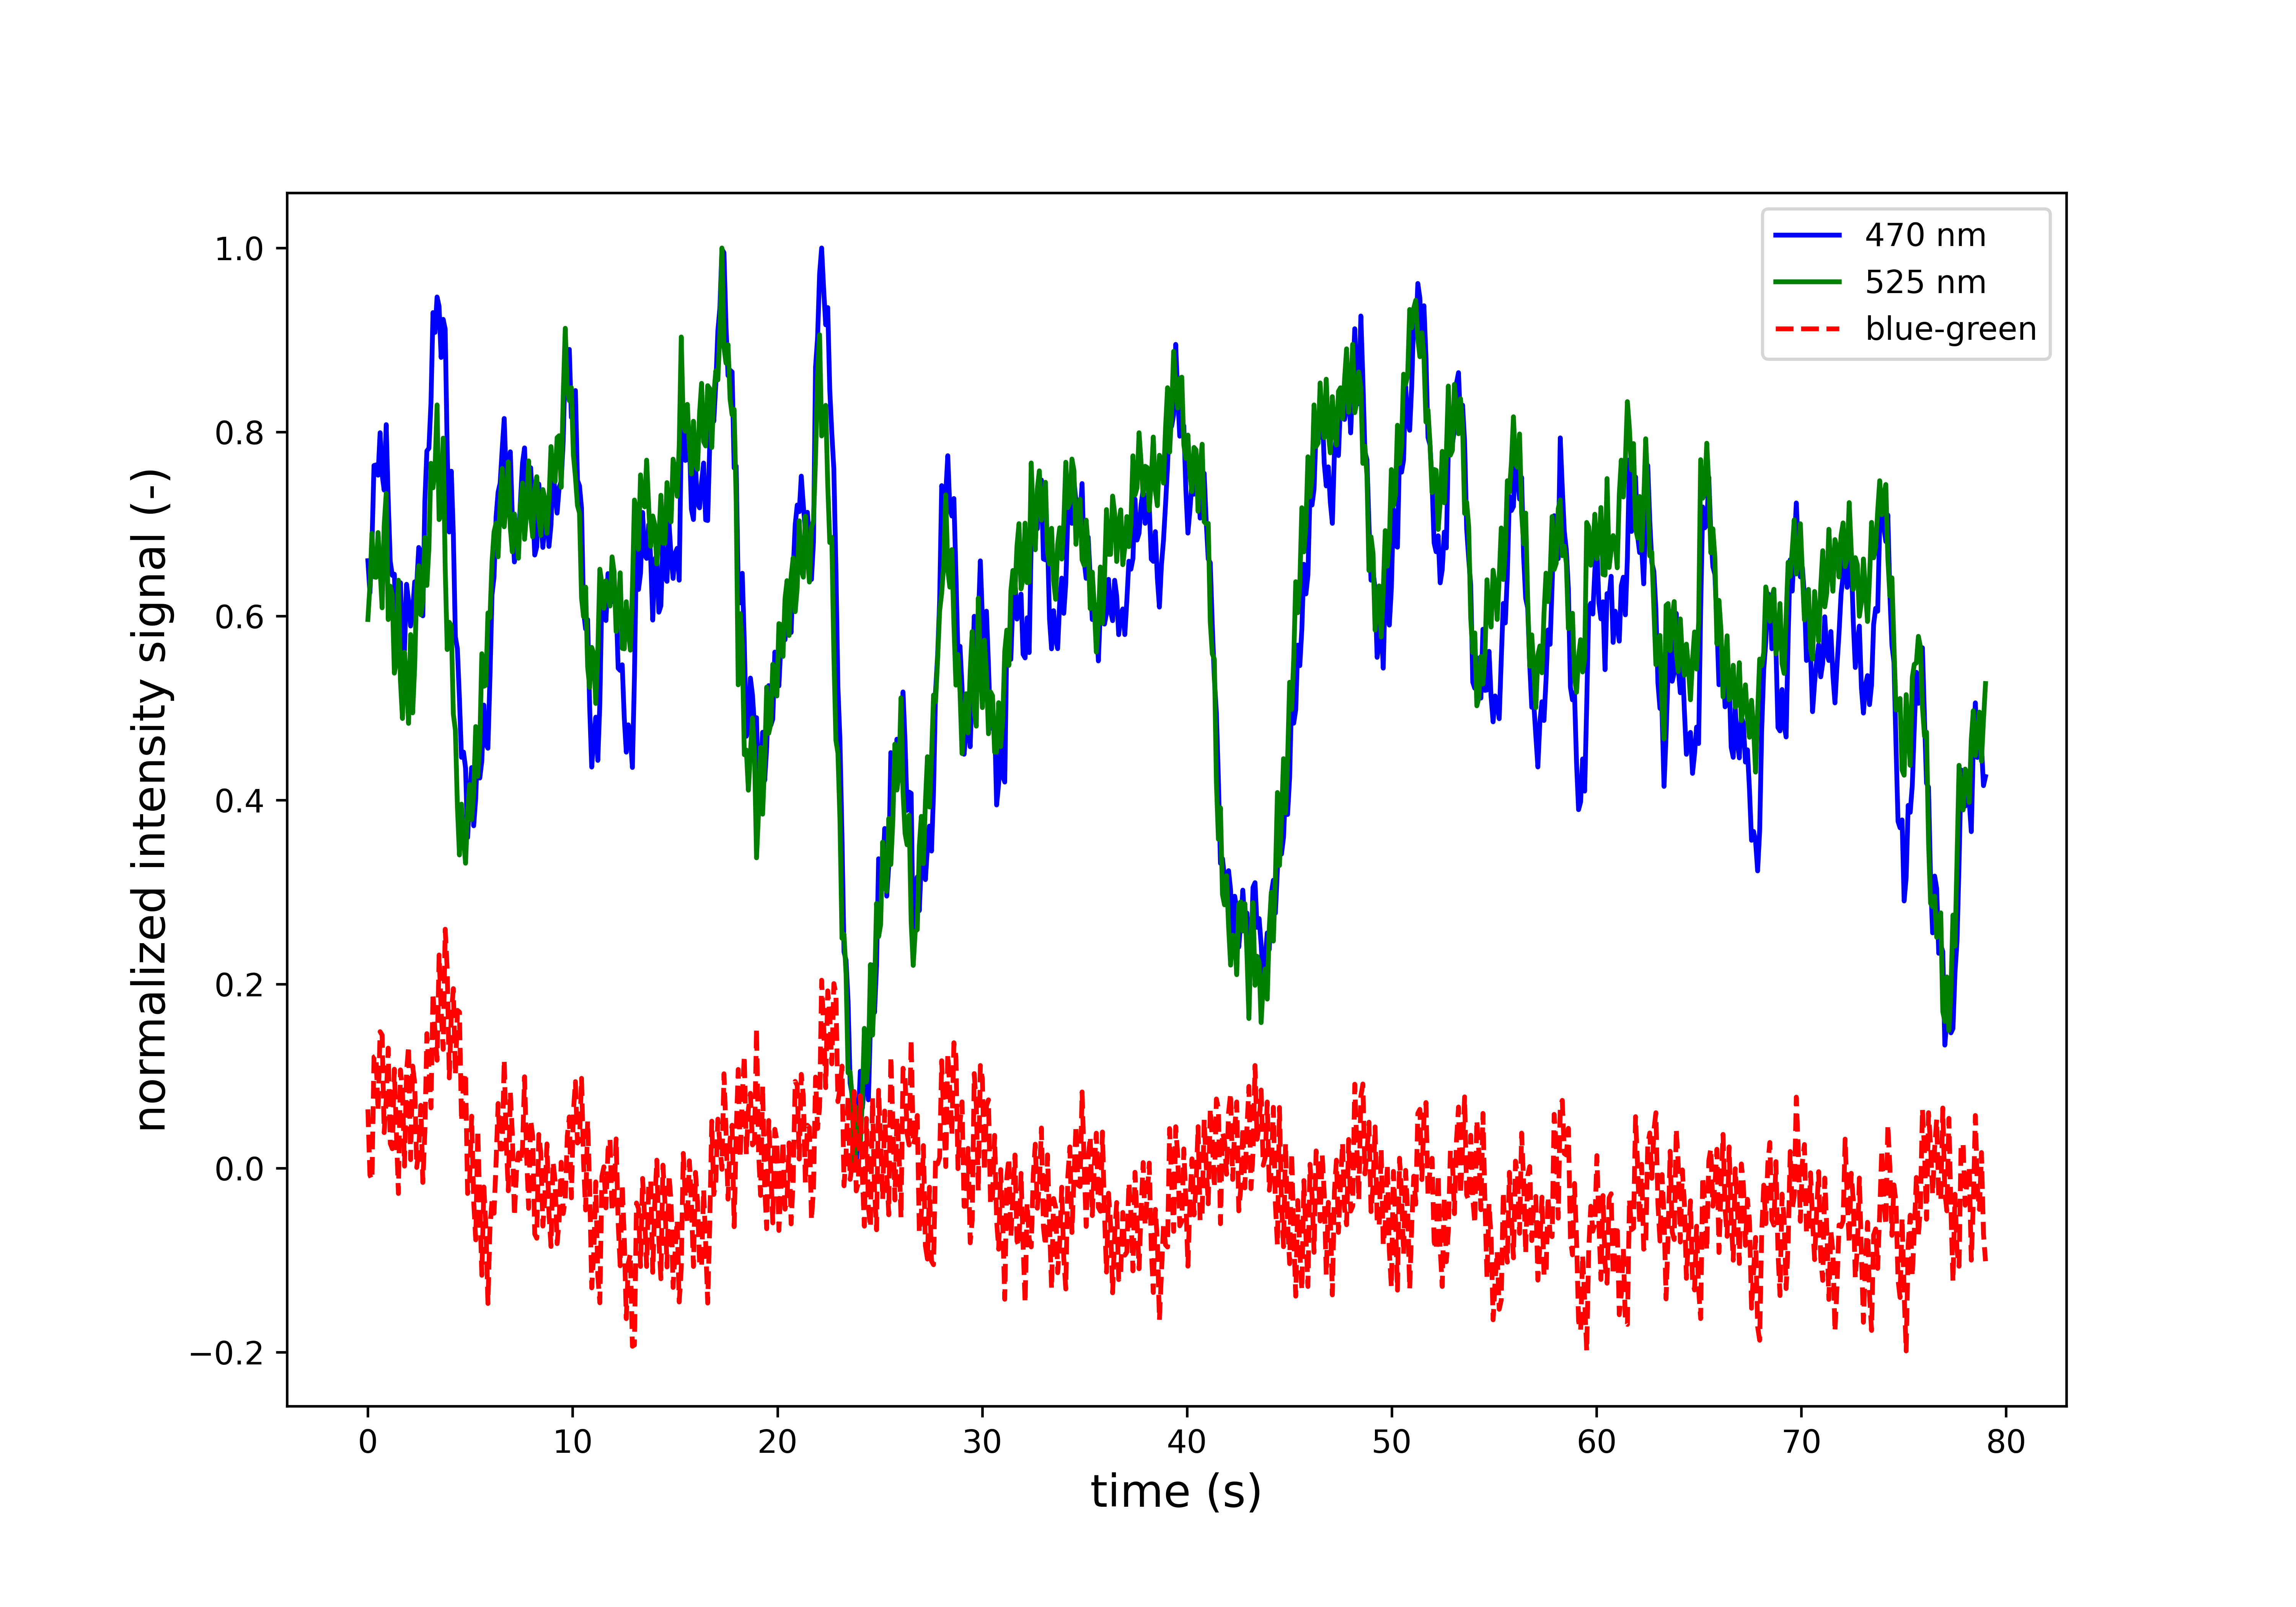 470 nm
525 nm
blue-green
normalized intensity signal (-)
1.0
0.8
0.6
0.4
0.2
0.0
−0.2
0 10 20 30 40 50 60 70 80
time (s)